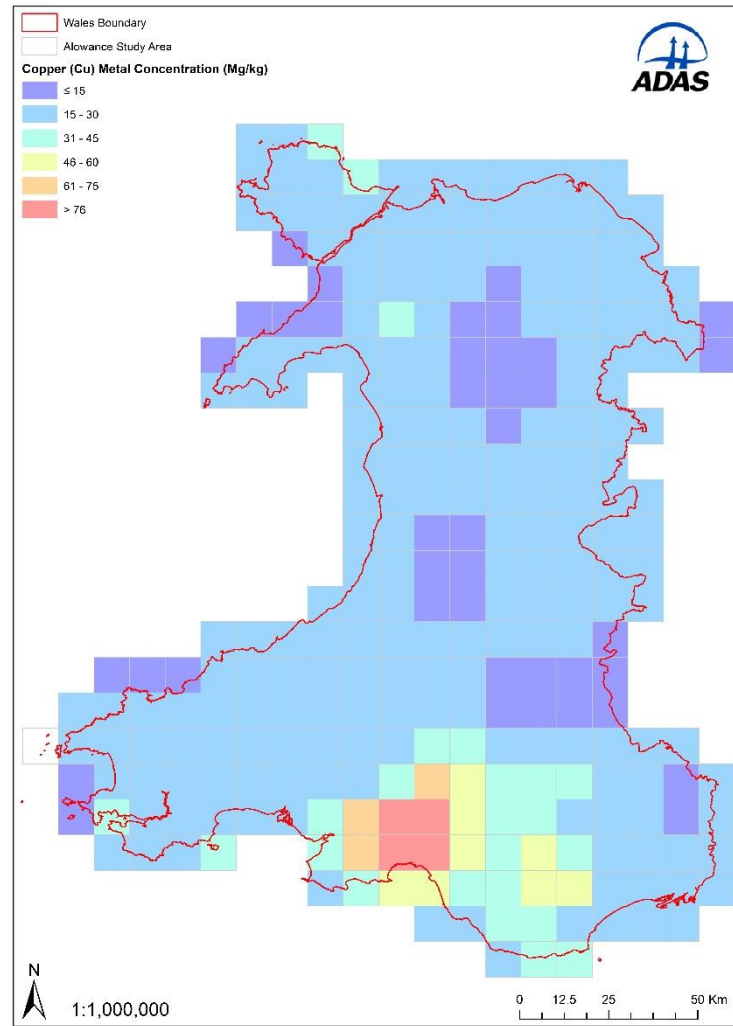 Wales Boundary
Alowance Study Area
Copper (Cu) Metal Concentration (Mg/kg)
≤ 15
15 - 30
31 - 45
46 - 60
61 - 75
> 76
ADAS
N
1:1,000,000
0 12.5 25 50 Km